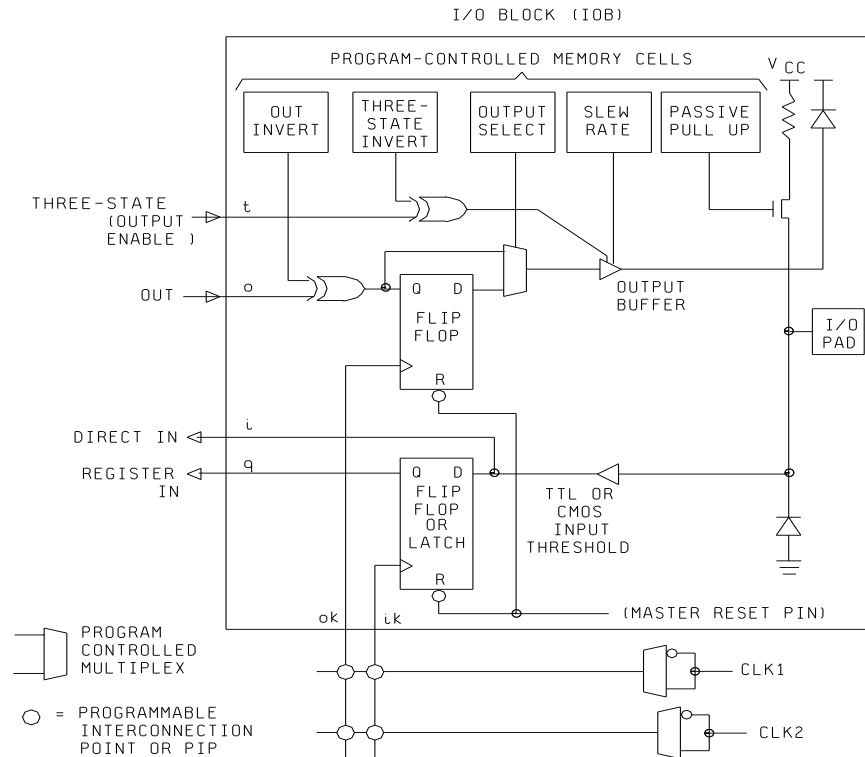 I/O BLOCK (IOB)
PROGRAM-CONTROLLED MEMORY CELLS
V CC
OUT
INVERT
THREE-
STATE
INVERT
OUTPUT
SELECT
SLEW
RATE
PASSIVE
PULL UP
THREE-STATE
(OUTPUT
ENABLE )
t
OUT
o
Q D
FLIP
FLOP
R
OUTPUT
BUFFER
I/O
PAD
DIRECT IN
i
REGISTER
IN
q
Q D
FLIP
FLOP
OR
LATCH
R
TTL OR
CMOS
INPUT
THRESHOLD
ok
ik
(MASTER RESET PIN)
PROGRAM
CONTROLLED
MULTIPLEX
CLK1
= PROGRAMMABLE
INTERCONNECTION
POINT OR PIP
CLK2